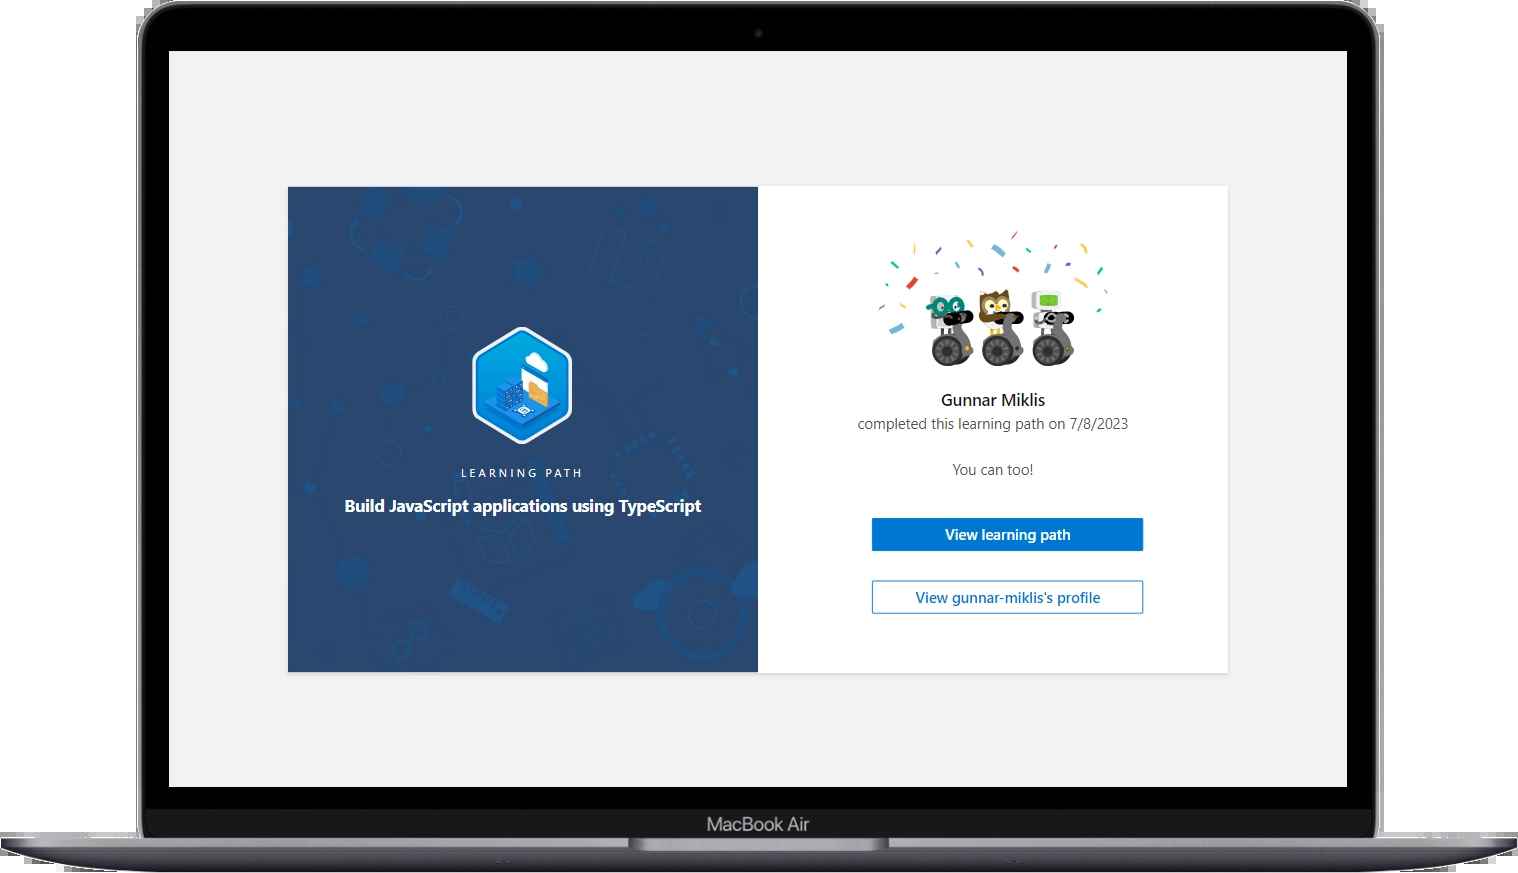 LEARNING PATH
Build JavaScript applications using TypeScript
Gunnar Miklis
completed this learning path on 7/8/2023
You can too!
View learning path
View gunnar-miklis's profile
MacBook Air